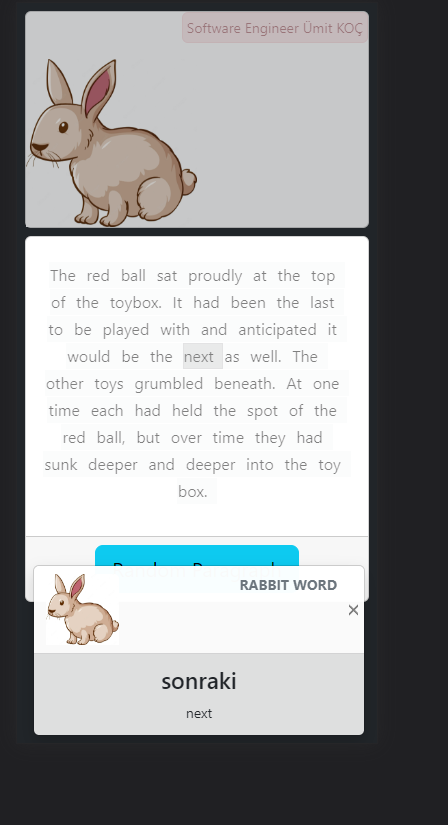 Software Engineer Ümit KOÇ
The red ball sat proudly at the top
of the toybox. It had been the last
to be played with and anticipated it
would be the next as well. The
other toys grumbled beneath. At one
time each had held the spot of the
red ball, but over time they had
sunk deeper and deeper into the toy
box.
RABBIT WORD
×
sonraki
next